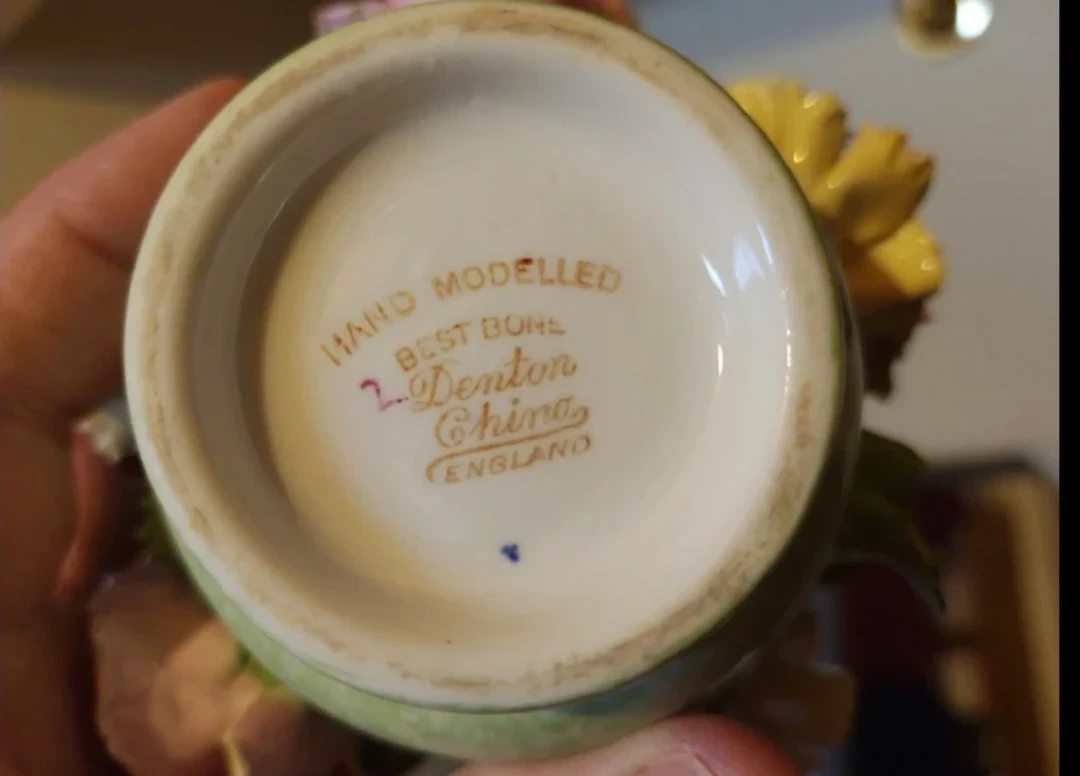 HAND MODELLED
BEST BONE
2 Denton
China
ENGLAND